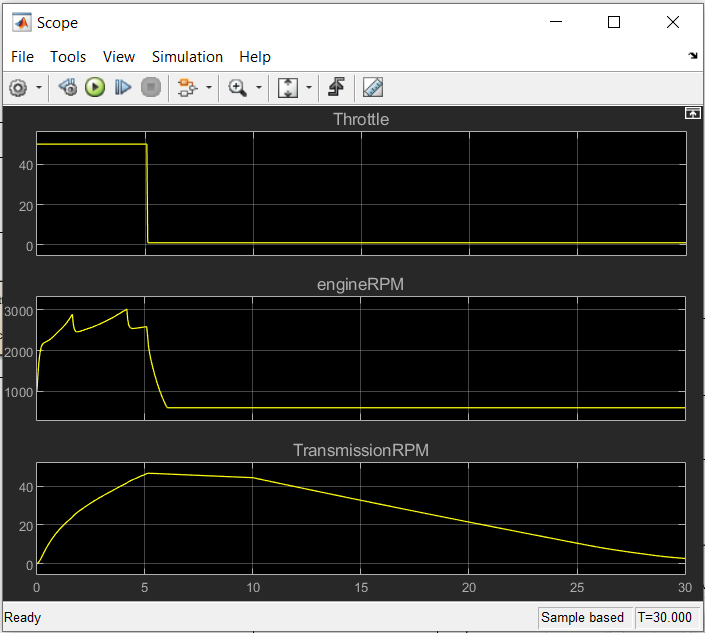 Scope
File Tools View Simulation Help
Throttle
40
20
0
engineRPM
3000
2000
1000
TransmissionRPM
40
20
0
0 5 10 15 20 25 30
Ready Sample based T=30.000